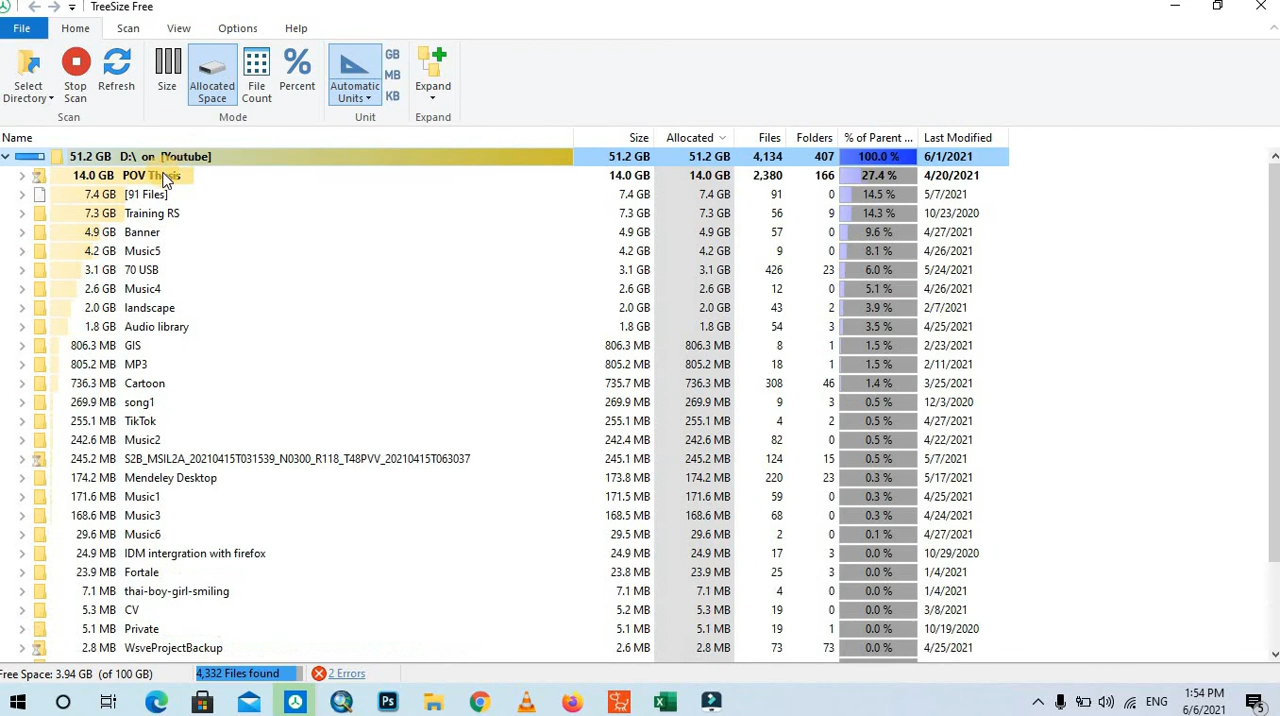 TreeSize Free
File Home Scan View Options Help
Select Directory Stop Scan Refresh Size Allocated Space File Count Percent Automatic Units GB MB KB Expand
Scan Mode Unit Expand
Name Size Allocated Files Folders % of Parent ... Last Modified
51.2 GB D:\ on [Youtube] 51.2 GB 51.2 GB 4,134 407 100.0 % 6/1/2021
14.0 GB POV Thesis 14.0 GB 14.0 GB 2,380 166 27.4 % 4/20/2021
7.4 GB [91 Files] 7.4 GB 7.4 GB 91 0 14.5 % 5/7/2021
7.3 GB Training RS 7.3 GB 7.3 GB 56 9 14.3 % 10/23/2020
4.9 GB Banner 4.9 GB 4.9 GB 57 0 9.6 % 4/27/2021
4.2 GB Music5 4.2 GB 4.2 GB 9 0 8.1 % 4/26/2021
3.1 GB 70 USB 3.1 GB 3.1 GB 426 23 6.0 % 5/24/2021
2.6 GB Music4 2.6 GB 2.6 GB 12 0 5.1 % 4/26/2021
2.0 GB landscape 2.0 GB 2.0 GB 43 2 3.9 % 2/7/2021
1.8 GB Audio library 1.8 GB 1.8 GB 54 3 3.5 % 4/25/2021
806.3 MB GIS 806.3 MB 806.3 MB 8 1 1.5 % 2/23/2021
805.2 MB MP3 805.2 MB 805.2 MB 18 1 1.5 % 2/11/2021
736.3 MB Cartoon 735.7 MB 736.3 MB 308 46 1.4 % 3/25/2021
269.9 MB song1 269.9 MB 269.9 MB 9 3 0.5 % 12/3/2020
255.1 MB TikTok 255.1 MB 255.1 MB 4 2 0.5 % 4/22/2021
242.6 MB Music2 242.4 MB 242.6 MB 82 0 0.5 % 4/22/2021
245.2 MB S2B_MSIL2A_20210415T031539_N0300_R118_T48PVV_20210415T063037 245.1 MB 245.2 MB 124 15 0.5 % 5/7/2021
174.2 MB Mendeley Desktop 173.8 MB 174.2 MB 220 23 0.3 % 5/17/2021
171.6 MB Music1 171.5 MB 171.6 MB 59 0 0.3 % 4/25/2021
168.6 MB Music3 168.5 MB 168.6 MB 68 0 0.3 % 4/24/2021
29.6 MB Music6 29.5 MB 29.6 MB 2 0 0.1 % 4/27/2021
24.9 MB IDM intergration with firefox 24.9 MB 24.9 MB 17 3 0.0 % 10/29/2020
23.9 MB Fortale 23.8 MB 23.9 MB 25 3 0.0 % 1/4/2021
7.1 MB thai-boy-girl-smiling 7.1 MB 7.1 MB 4 0 0.0 % 1/4/2021
5.3 MB CV 5.2 MB 5.3 MB 19 0 0.0 % 3/8/2021
5.1 MB Private 5.1 MB 5.1 MB 19 1 0.0 % 10/19/2020
2.8 MB WsveProjectBackup 2.6 MB 2.8 MB 73 73 0.0 % 4/25/2021
Free Space: 3.94 GB (of 100 GB) 4,332 Files found 2 Errors
ENG 1:54 PM
6/6/2021 5